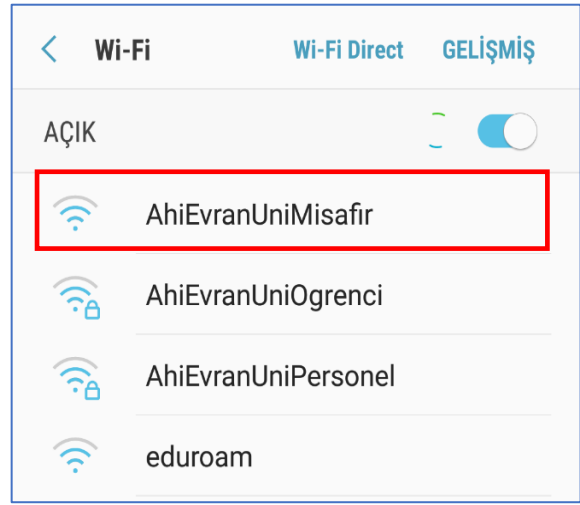 Wi-Fi Wi-Fi Direct GELİŞMİŞ
AÇIK
AhiEvranUniMisafir
AhiEvranUniOgrenci
AhiEvranUniPersonel
eduroam